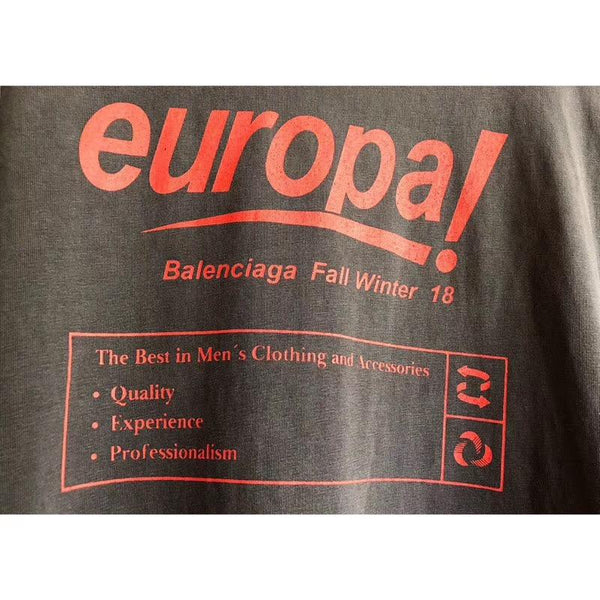 europa!
Balenciaga Fall Winter 18
The Best in Men´s Clothing and Accessories
• Quality
• Experience
• Professionalism